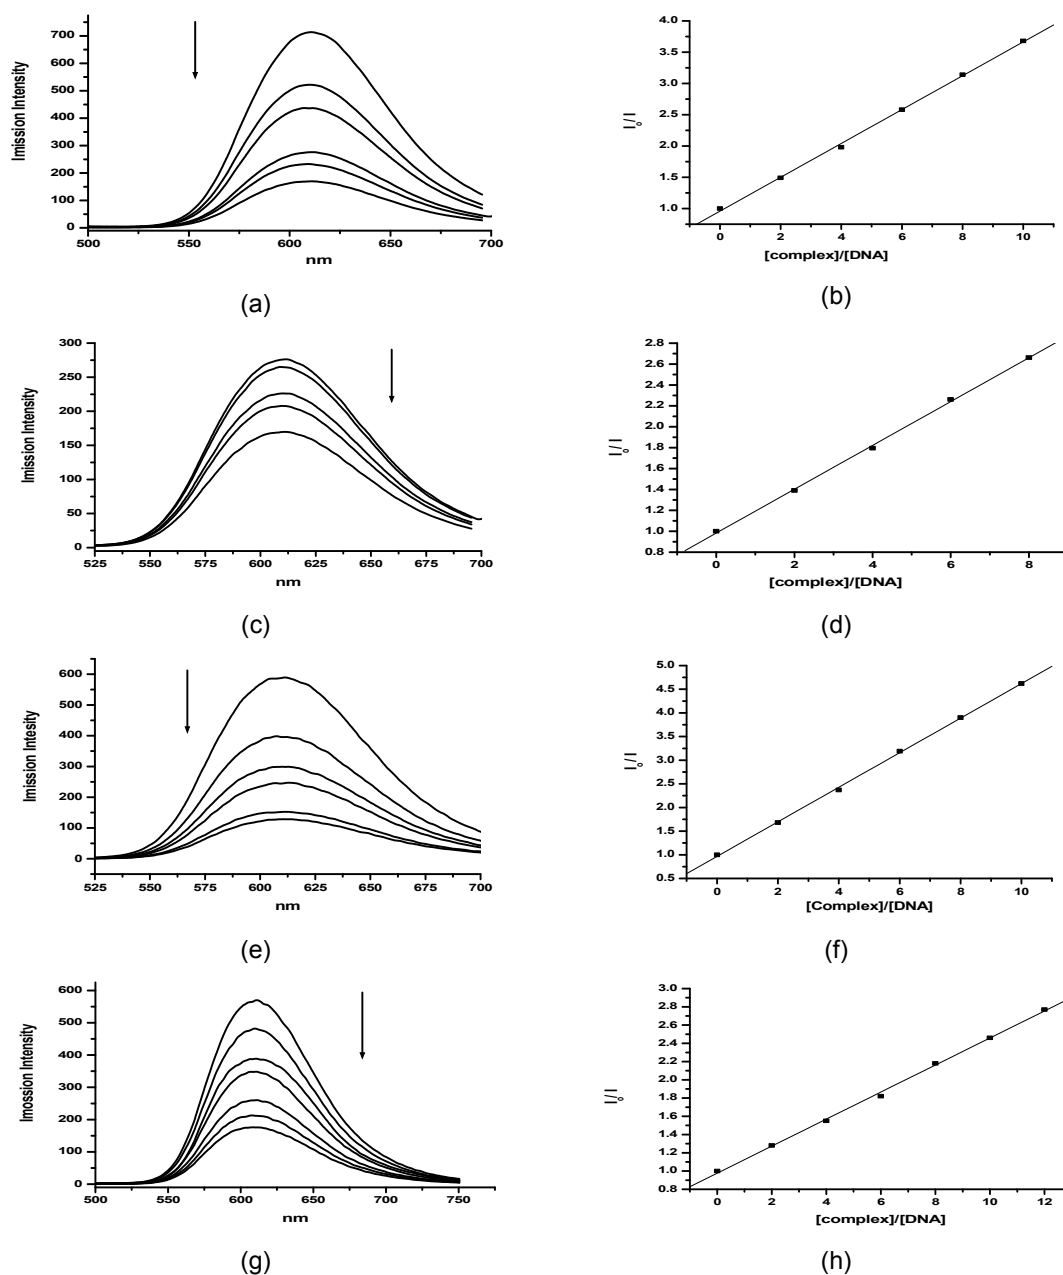 700
600
500
400
300
200
100
0
Imission Intensity
500 550 600 650 700
nm
(a)
4.0
3.5
3.0
2.5
2.0
1.5
1.0
I₀/I
0 2 4 6 8 10
[complex]/[DNA]
(b)
300
250
200
150
100
50
0
Imission Intensity
525 550 575 600 625 650 675 700
nm
(c)
2.8
2.6
2.4
2.2
2.0
1.8
1.6
1.4
1.2
1.0
0.8
I₀/I
0 2 4 6 8
[complex]/[DNA]
(d)
600
500
400
300
200
100
0
Imission Intesity
525 550 575 600 625 650 675 700
nm
(e)
5.0
4.5
4.0
3.5
3.0
2.5
2.0
1.5
1.0
0.5
I₀/I
0 2 4 6 8 10
[Complex]/[DNA]
(f)
600
500
400
300
200
100
0
Imossion Intensity
500 550 600 650 700 750
nm
(g)
3.0
2.8
2.6
2.4
2.2
2.0
1.8
1.6
1.4
1.2
1.0
0.8
I₀/I
0 2 4 6 8 10 12
[complex]/[DNA]
(h)